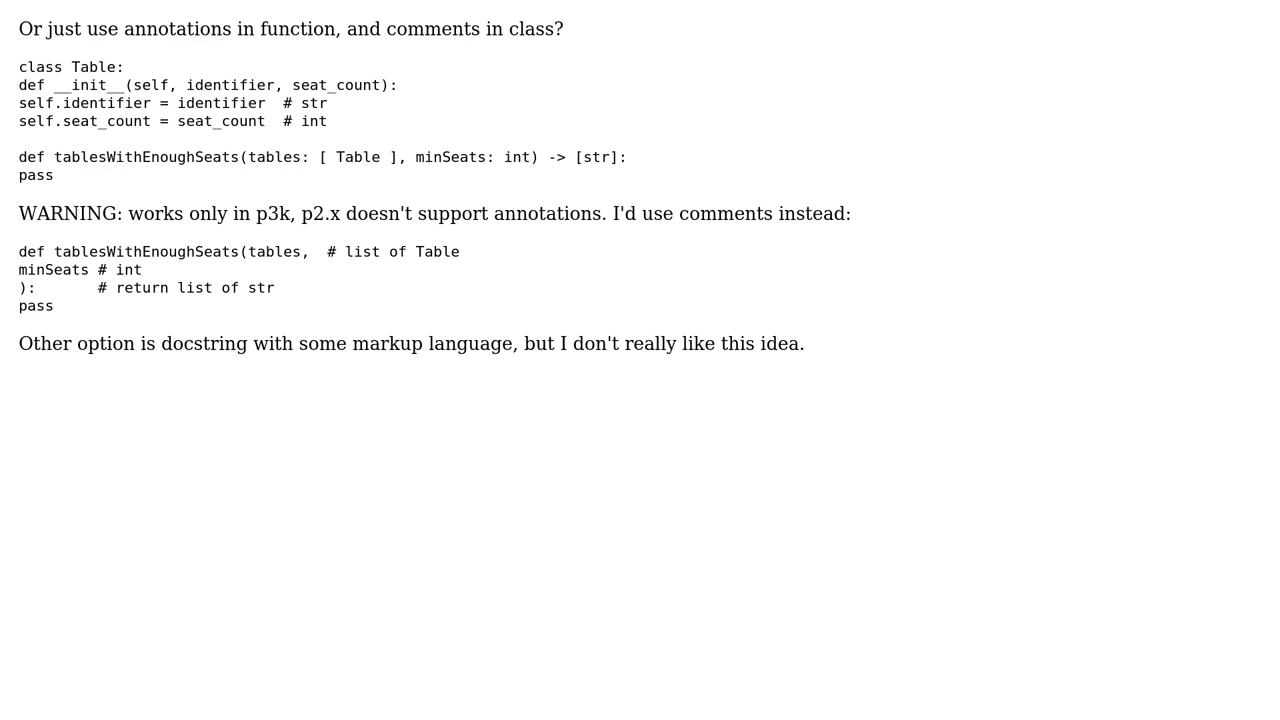 Or just use annotations in function, and comments in class?
class Table:
def __init__(self, identifier, seat_count):
self.identifier = identifier  # str
self.seat_count = seat_count  # int
def tablesWithEnoughSeats(tables: [ Table ], minSeats: int) -> [str]:
pass
WARNING: works only in p3k, p2.x doesn't support annotations. I'd use comments instead:
def tablesWithEnoughSeats(tables,  # list of Table
minSeats # int
):       # return list of str
pass
Other option is docstring with some markup language, but I don't really like this idea.